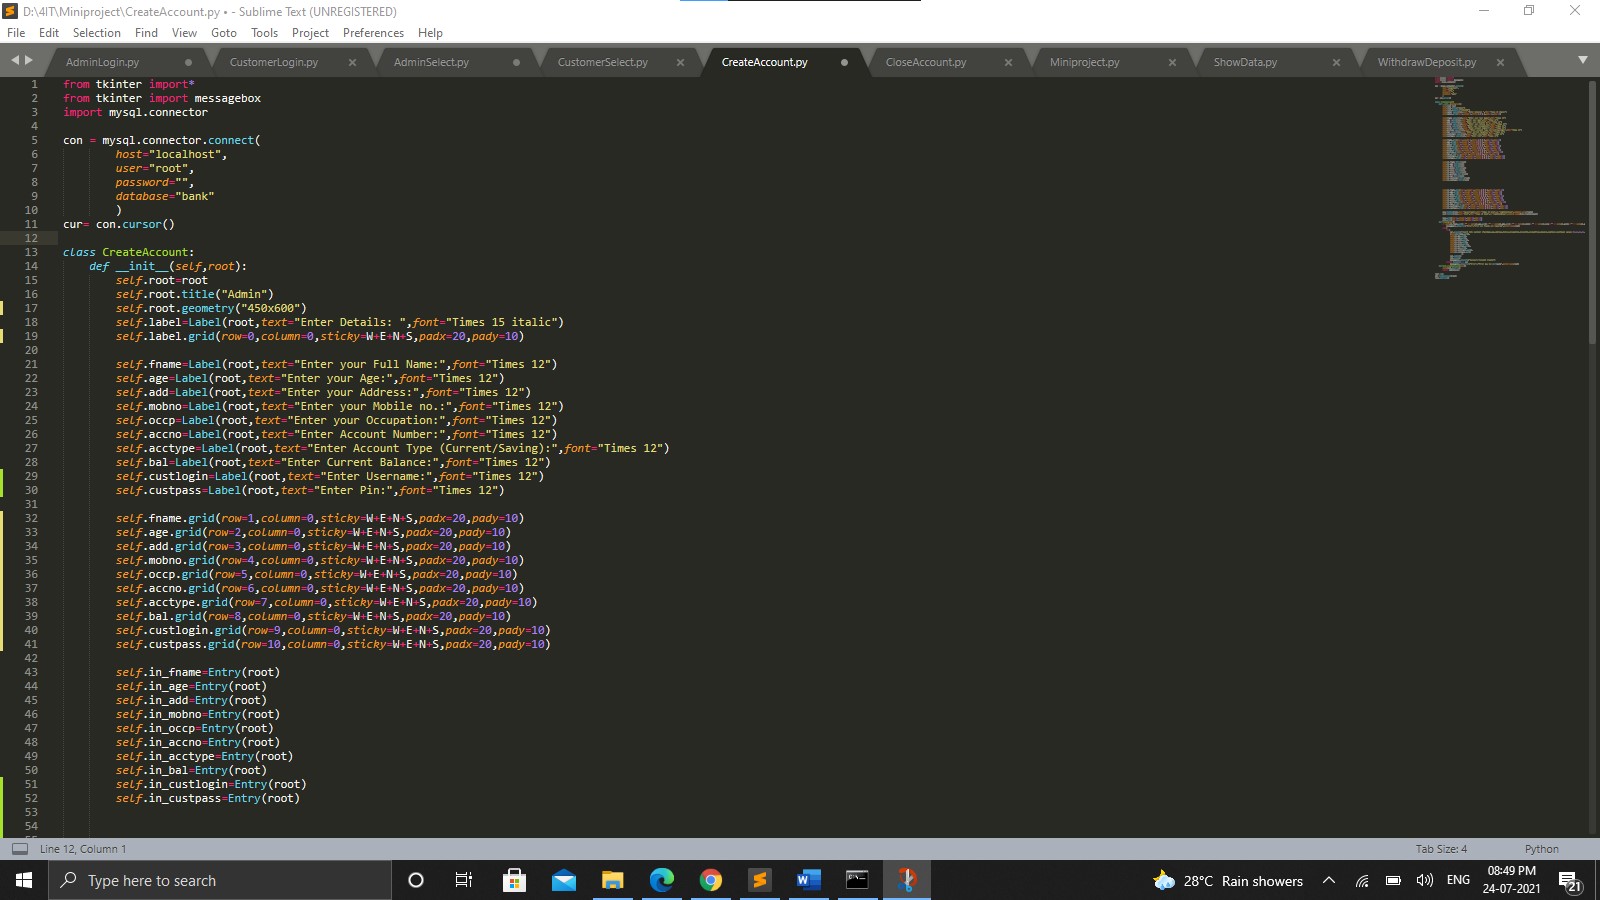 D:\4IT\Miniproject\CreateAccount.py • - Sublime Text (UNREGISTERED)
File Edit Selection Find View Goto Tools Project Preferences Help
AdminLogin.py CustomerLogin.py AdminSelect.py CustomerSelect.py CreateAccount.py CloseAccount.py Miniproject.py ShowData.py WithdrawDeposit.py
1 from tkinter import*
2 from tkinter import messagebox
3 import mysql.connector
4
5 con = mysql.connector.connect(
6 host="localhost",
7 user="root",
8 password="",
9 database="bank"
10 )
11 cur= con.cursor()
12
13 class CreateAccount:
14 def __init__(self,root):
15 self.root=root
16 self.root.title("Admin")
17 self.root.geometry("450x600")
18 self.label=Label(root,text="Enter Details: ",font="Times 15 italic")
19 self.label.grid(row=0,column=0,sticky=W+E+N+S,padx=20,pady=10)
20
21 self.fname=Label(root,text="Enter your Full Name:",font="Times 12")
22 self.age=Label(root,text="Enter your Age:",font="Times 12")
23 self.add=Label(root,text="Enter your Address:",font="Times 12")
24 self.mobno=Label(root,text="Enter your Mobile no.:",font="Times 12")
25 self.occp=Label(root,text="Enter your Occupation:",font="Times 12")
26 self.accno=Label(root,text="Enter Account Number:",font="Times 12")
27 self.acctype=Label(root,text="Enter Account Type (Current/Saving):",font="Times 12")
28 self.bal=Label(root,text="Enter Current Balance:",font="Times 12")
29 self.custlogin=Label(root,text="Enter Username:",font="Times 12")
30 self.custpass=Label(root,text="Enter Pin:",font="Times 12")
31
32 self.fname.grid(row=1,column=0,sticky=W+E+N+S,padx=20,pady=10)
33 self.age.grid(row=2,column=0,sticky=W+E+N+S,padx=20,pady=10)
34 self.add.grid(row=3,column=0,sticky=W+E+N+S,padx=20,pady=10)
35 self.mobno.grid(row=4,column=0,sticky=W+E+N+S,padx=20,pady=10)
36 self.occp.grid(row=5,column=0,sticky=W+E+N+S,padx=20,pady=10)
37 self.accno.grid(row=6,column=0,sticky=W+E+N+S,padx=20,pady=10)
38 self.acctype.grid(row=7,column=0,sticky=W+E+N+S,padx=20,pady=10)
39 self.bal.grid(row=8,column=0,sticky=W+E+N+S,padx=20,pady=10)
40 self.custlogin.grid(row=9,column=0,sticky=W+E+N+S,padx=20,pady=10)
41 self.custpass.grid(row=10,column=0,sticky=W+E+N+S,padx=20,pady=10)
42
43 self.in_fname=Entry(root)
44 self.in_age=Entry(root)
45 self.in_add=Entry(root)
46 self.in_mobno=Entry(root)
47 self.in_occp=Entry(root)
48 self.in_accno=Entry(root)
49 self.in_acctype=Entry(root)
50 self.in_bal=Entry(root)
51 self.in_custlogin=Entry(root)
52 self.in_custpass=Entry(root)
53
54
Line 12, Column 1 Tab Size: 4 Python
Type here to search 28°C Rain showers ENG 08:49 PM
24-07-2021 21